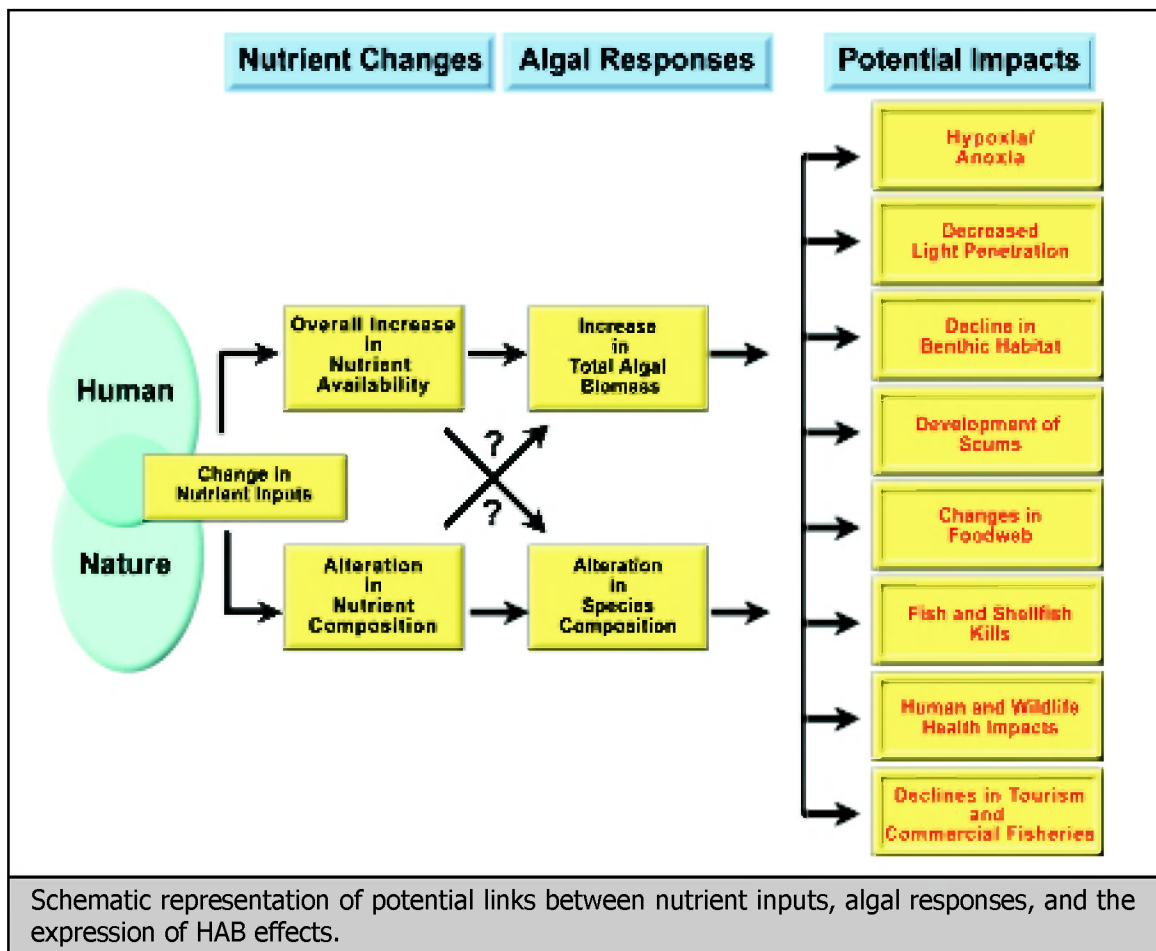 Nutrient Changes
Algal Responses
Potential Impacts
Human
Nature
Change in
Nutrient Inputs
Overall Increase
in
Nutrient
Availability
Alteration
in
Nutrient
Composition
?
?
Increase
in
Total Algal
Biomass
Alteration
in
Species
Composition
Hypoxia/
Anoxia
Decreased
Light Penetration
Decline in
Benthic Habitat
Development of
Scums
Changes in
Foodweb
Fish and Shellfish
Kills
Human and Wildlife
Health Impacts
Declines in Tourism
and
Commercial Fisheries
Schematic representation of potential links between nutrient inputs, algal responses, and the
expression of HAB effects.